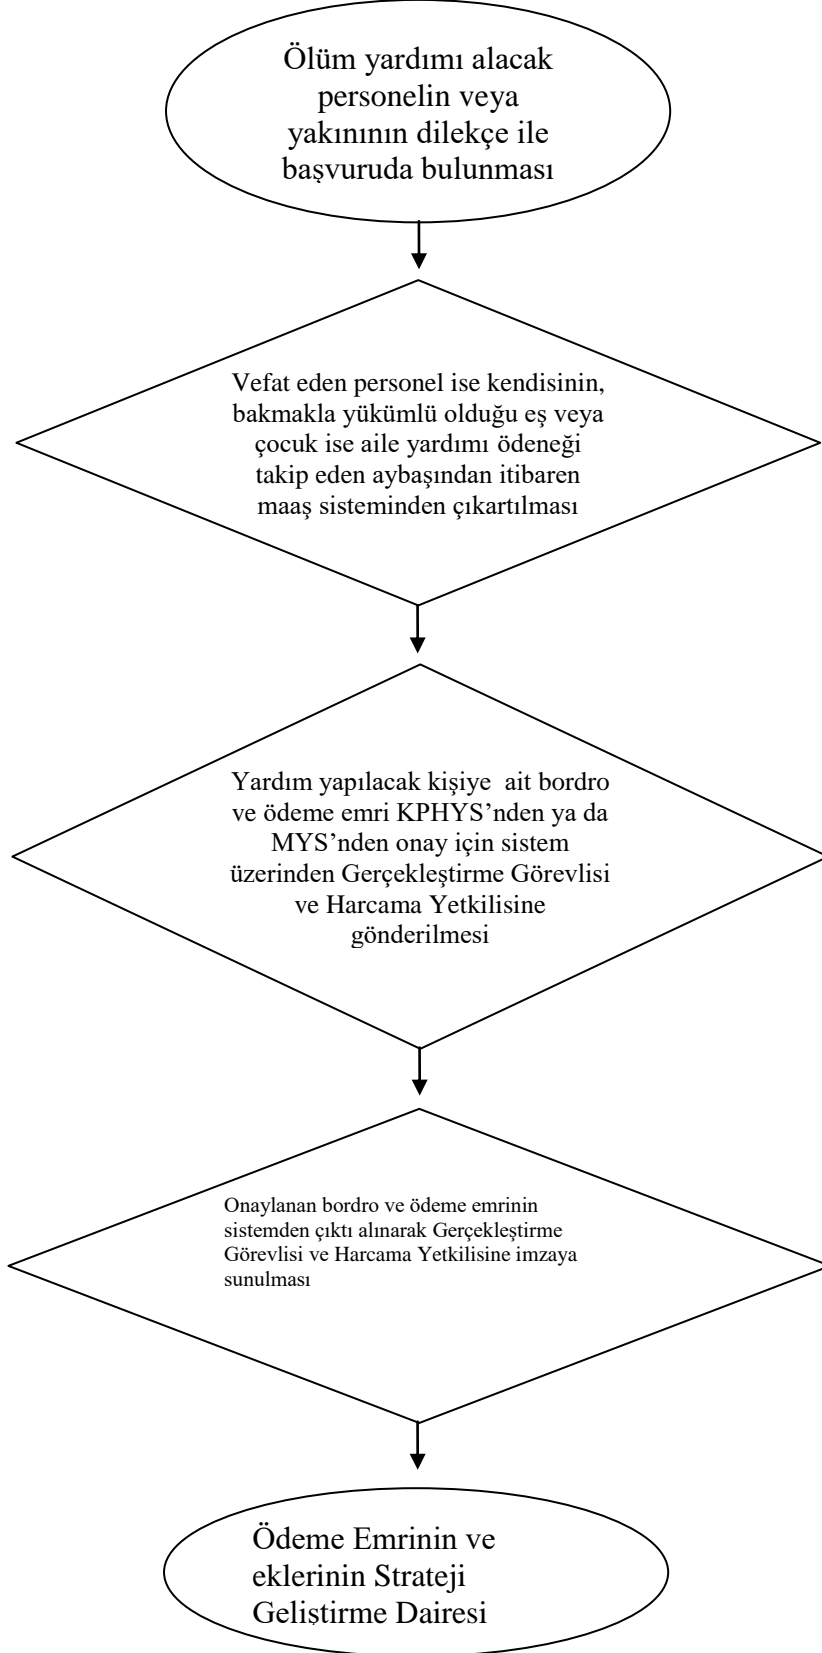 Ölüm yardımı alacak
personelin veya
yakınının dilekçe ile
başvuruda bulunması
Vefat eden personel ise kendisinin,
bakmakla yükümlü olduğu eş veya
çocuk ise aile yardımı ödeneği
takip eden aybaşından itibaren
maaş sisteminden çıkartılması
Yardım yapılacak kişiye ait bordro
ve ödeme emri KPHYS’nden ya da
MYS’nden onay için sistem
üzerinden Gerçekleştirme Görevlisi
ve Harcama Yetkilisine
gönderilmesi
Onaylanan bordro ve ödeme emrinin
sistemden çıktı alınarak Gerçekleştirme
Görevlisi ve Harcama Yetkilisine imzaya
sunulması
Ödeme Emrinin ve
eklerinin Strateji
Geliştirme Dairesi